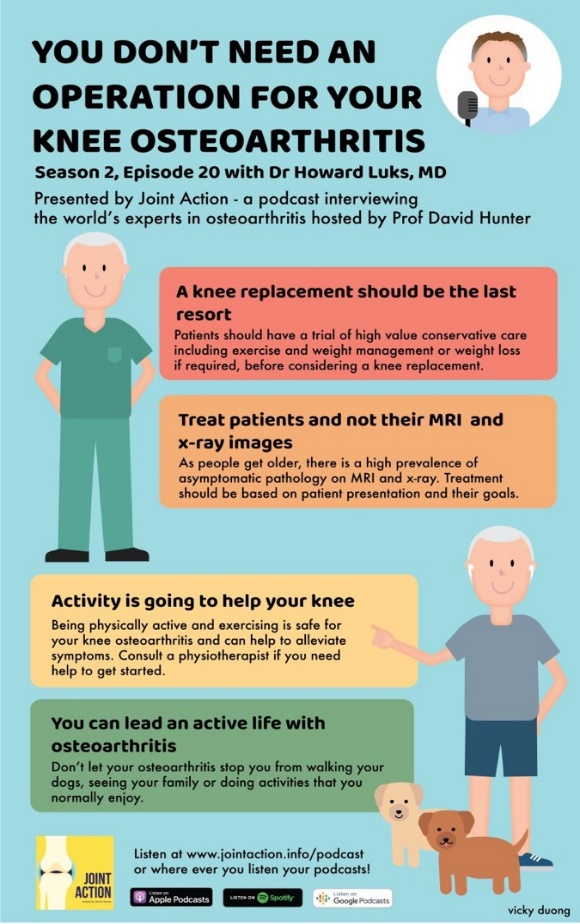 YOU DON'T NEED AN
OPERATION FOR YOUR
KNEE OSTEOARTHRITIS
Season 2, Episode 20 with Dr Howard Luks, MD
Presented by Joint Action - a podcast interviewing
the world's experts in osteoarthritis hosted by Prof David Hunter
A knee replacement should be the last
resort
Patients should have a trial of high value conservative care
including exercise and weight management or weight loss
if required, before considering a knee replacement.
Treat patients and not their MRI and
x-ray images
As people get older, there is a high prevalence of
asymptomatic pathology on MRI and x-ray. Treatment
should be based on patient presentation and their goals.
Activity is going to help your knee
Being physically active and exercising is safe for
your knee osteoarthritis and can help to alleviate
symptoms. Consult a physiotherapist if you need
help to get started.
You can lead an active life with
osteoarthritis
Don't let your osteoarthritis stop you from walking your
dogs, seeing your family or doing activities that you
normally enjoy.
JOINT
ACTION
Listen at www.jointaction.info/podcast
or where ever you listen your podcasts!
Listen on
Apple Podcasts
LISTEN ON Spotify
Listen on
Google Podcasts
vicky duong